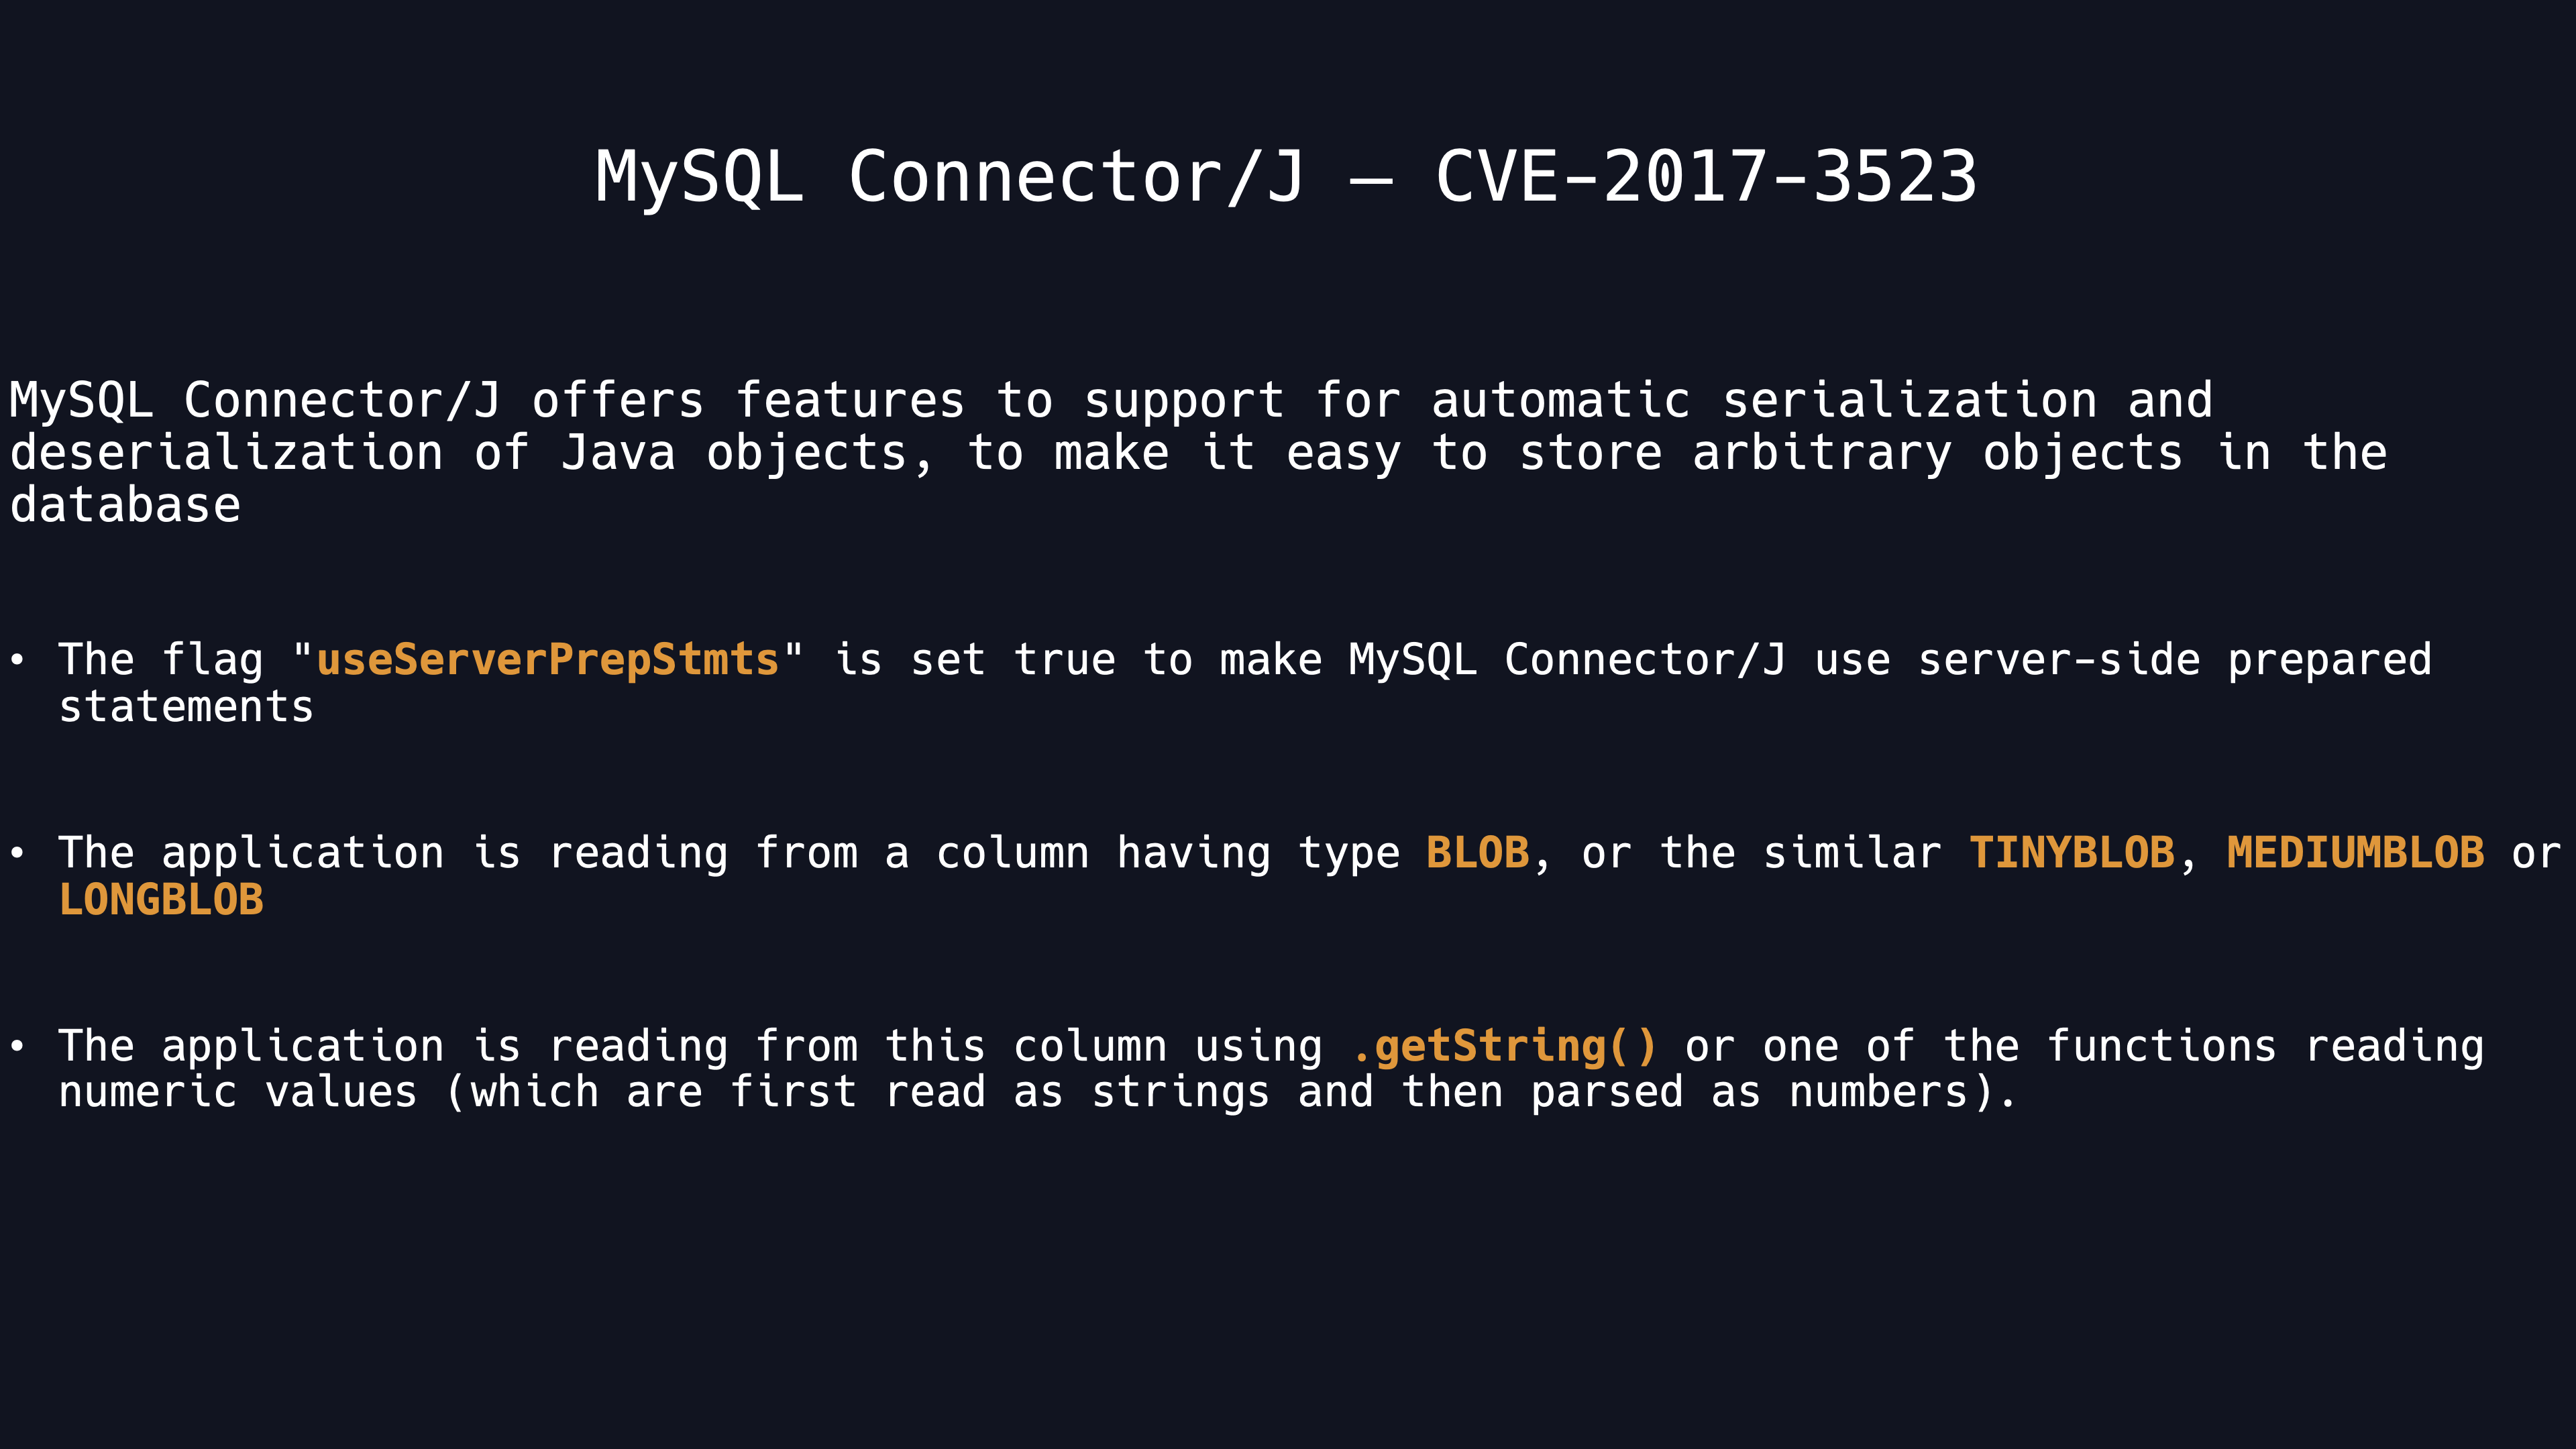 MySQL Connector/J – CVE-2017-3523
MySQL Connector/J offers features to support for automatic serialization and
deserialization of Java objects, to make it easy to store arbitrary objects in the
database
• The flag "useServerPrepStmts" is set true to make MySQL Connector/J use server-side prepared
statements
• The application is reading from a column having type BLOB, or the similar TINYBLOB, MEDIUMBLOB or
LONGBLOB
• The application is reading from this column using .getString() or one of the functions reading
numeric values (which are first read as strings and then parsed as numbers).